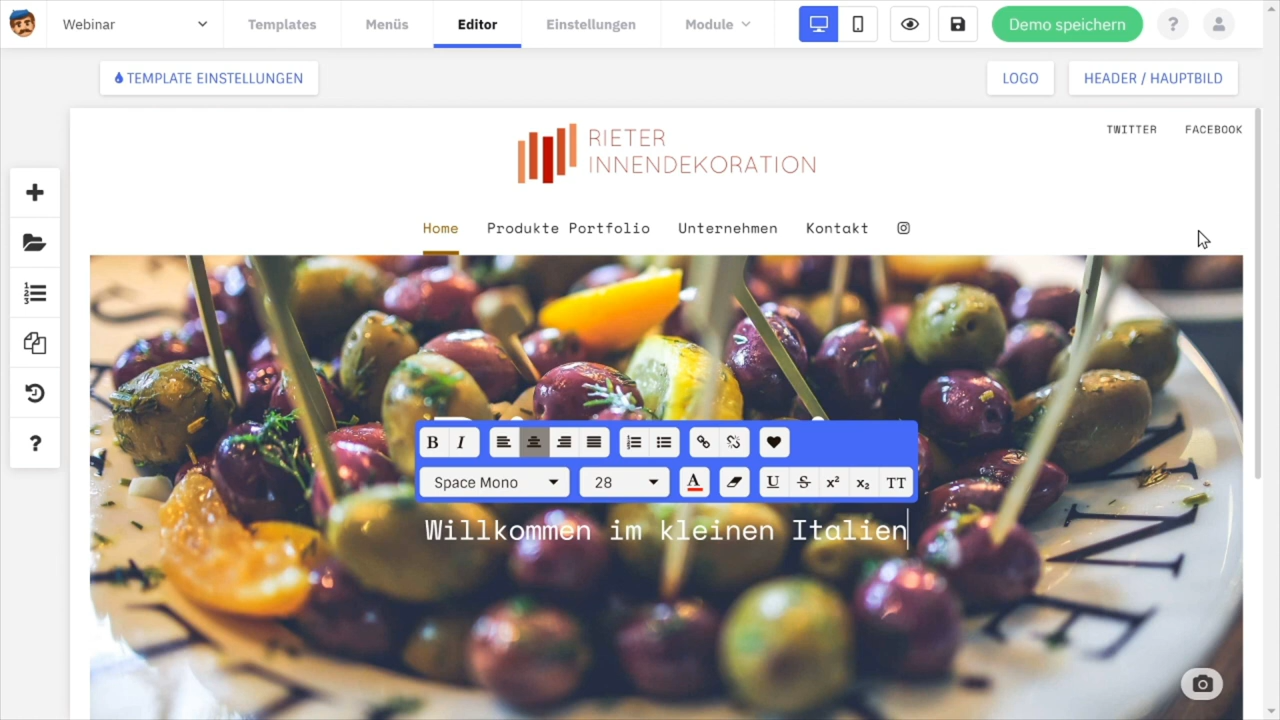 Webinar
Templates
Menüs
Editor
Einstellungen
Module
Demo speichern
?
TEMPLATE EINSTELLUNGEN
LOGO
HEADER / HAUPTBILD
TWITTER
FACEBOOK
RIETER
INNENDEKORATION
Home
Produkte Portfolio
Unternehmen
Kontakt
B
I
Space Mono
28
A
U
S
x²
x₂
TT
Willkommen im kleinen Italien
?